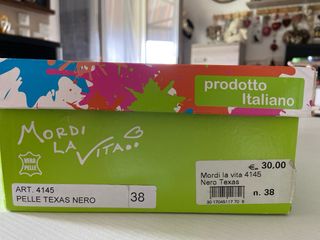 prodotto
Italiano
MORDi
LA VITA..
VERA
PELLE
€ 30,00
Mordi la vita 4145
Nero Texas
n. 38
ART. 4145
PELLE TEXAS NERO
38